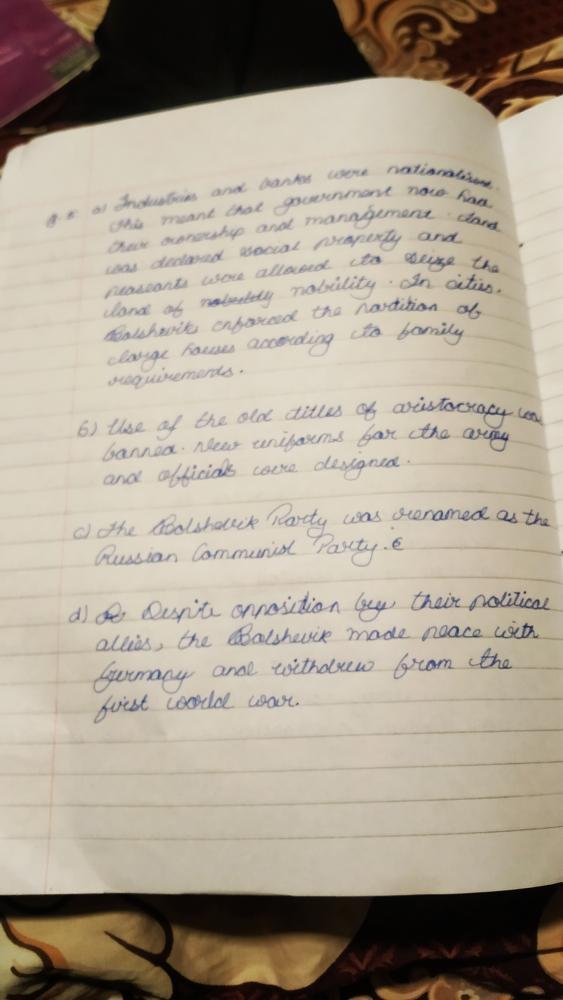 a) Industries and banks were nationalised.
This meant that government now had
their ownership and management. Land
was declared social property and
peaseants were allowed to seize the
land of nobility. In cities,
Bolshevik enforced the partition of
large houses according to family
requirements.
b) Use of the old titles of aristocracy was
banned. New uniforms for the army
and officials were designed.
c) The Bolshevik Party was renamed as the
Russian Communist Party.
d) Despite opposition by their political
allies, the Bolshevik made peace with
Germany and withdrew from the
first world war.